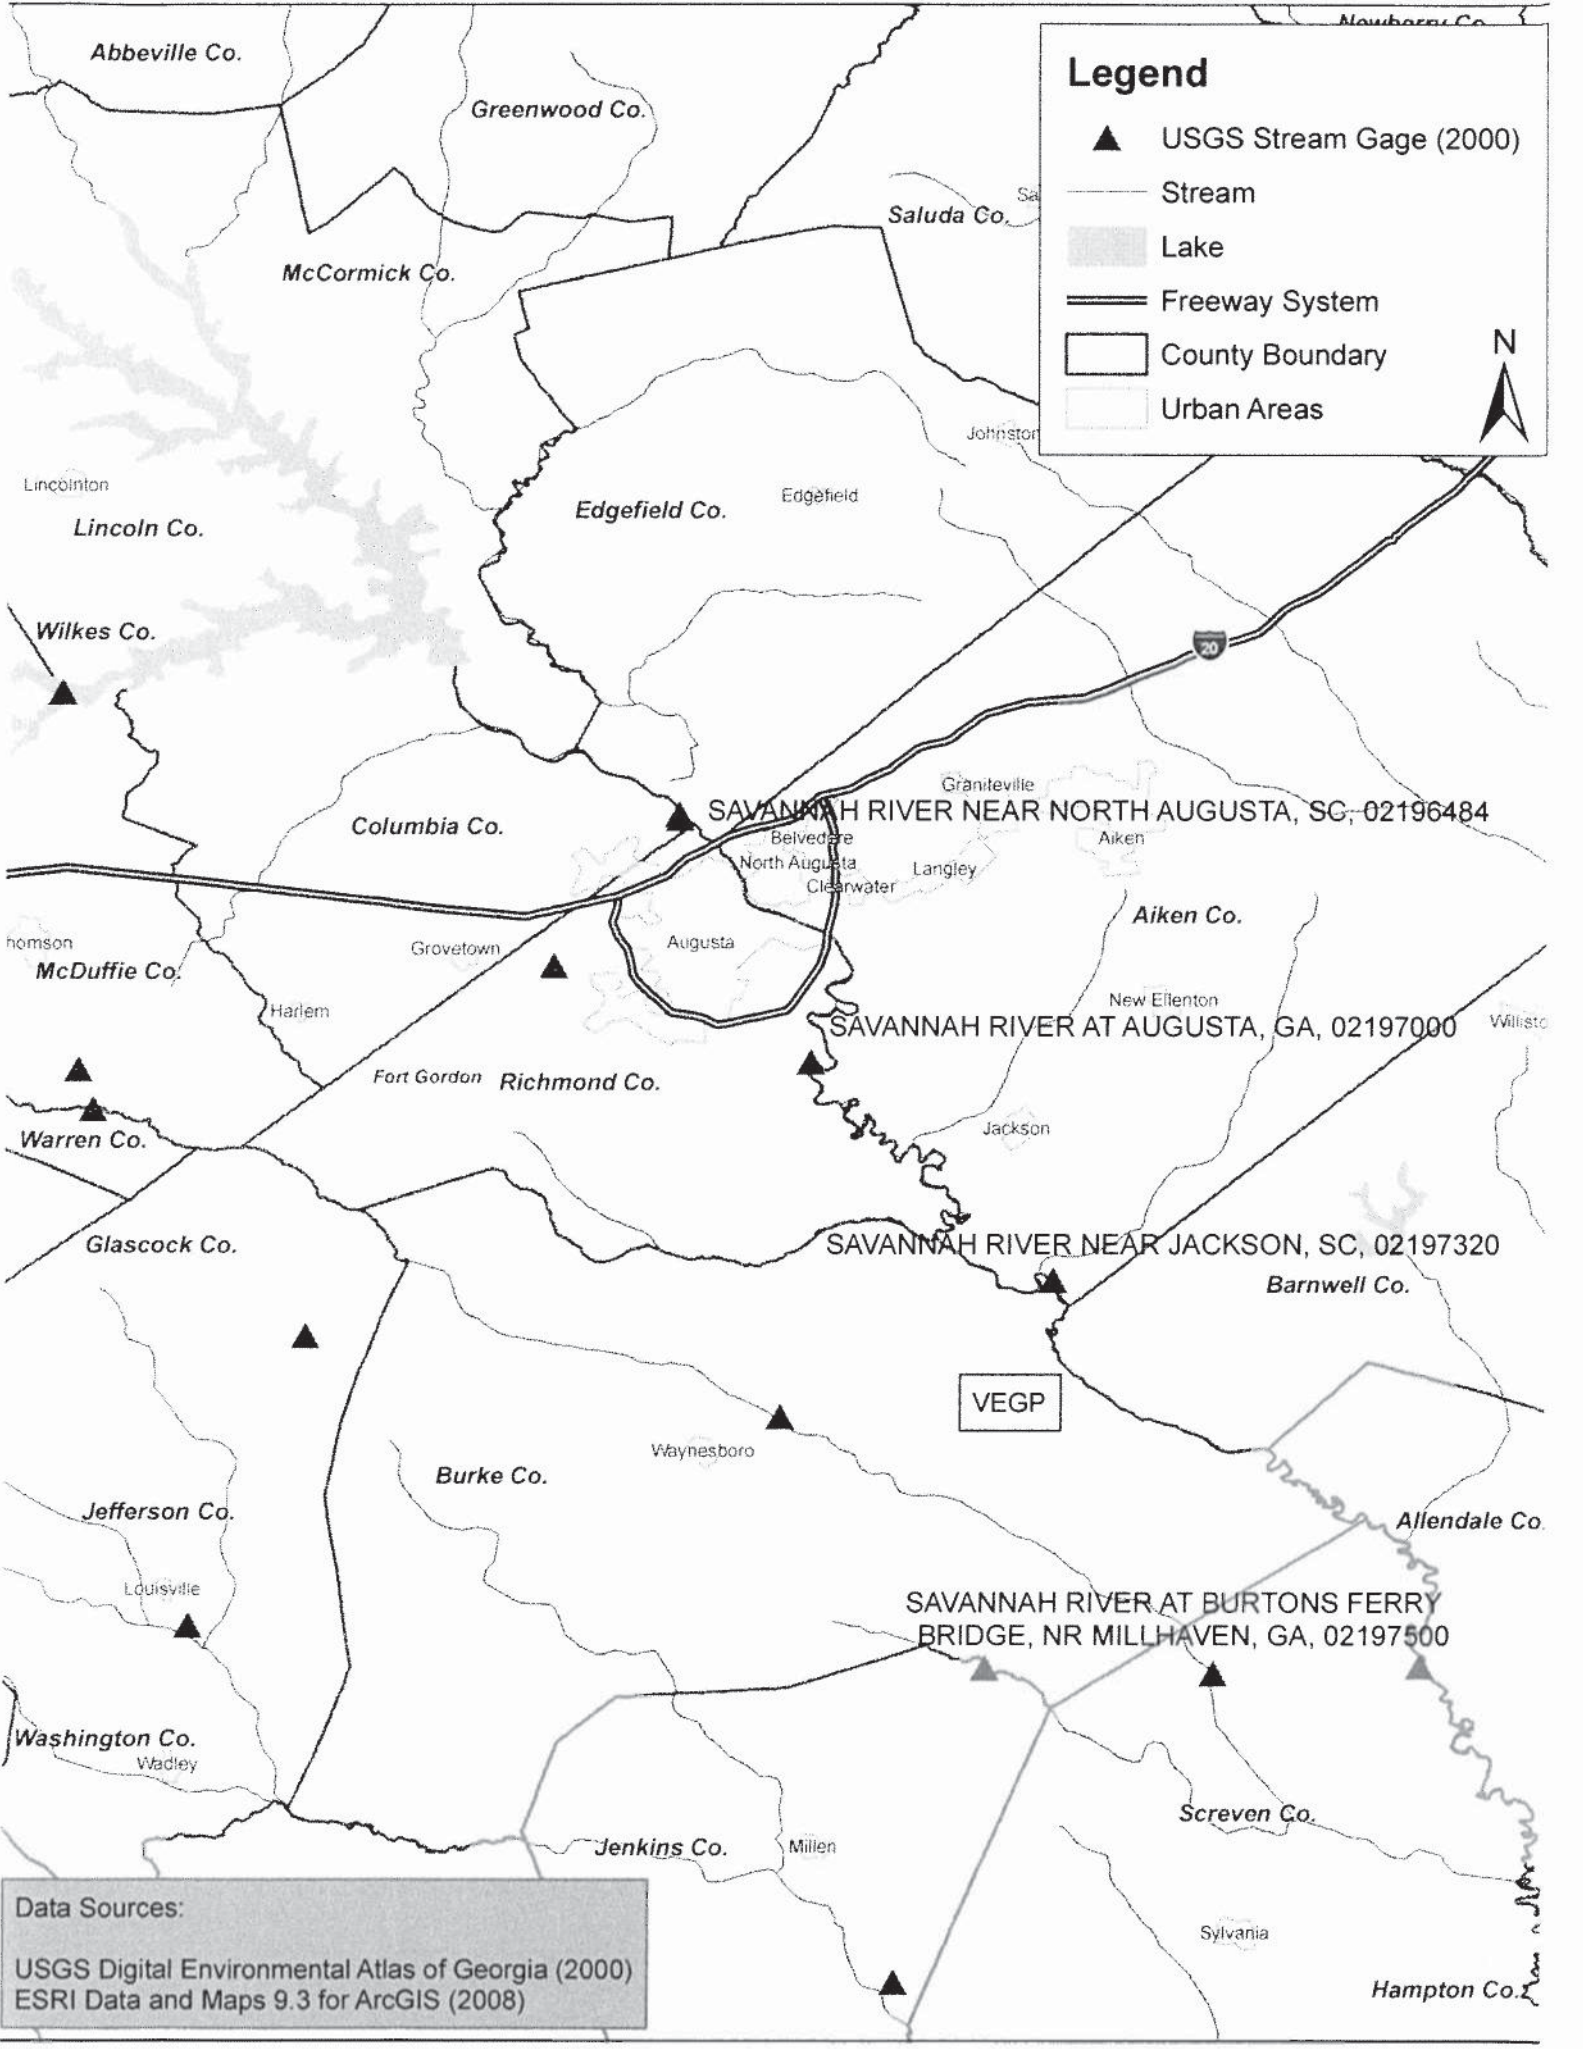 Abbeville Co.
Greenwood Co.
Saluda Co.
McCormick Co.
Legend
USGS Stream Gage (2000)
Stream
Lake
Freeway System
County Boundary
Urban Areas
N
Lincolnton
Lincoln Co.
Edgefield Co.
Edgefield
Wilkes Co.
20
Graniteville
SAVANNAH RIVER NEAR NORTH AUGUSTA, SC, 02196484
Columbia Co.
Belvedere
Aiken
North Augusta
Langley
Clearwater
Aiken Co.
homson
Grovetown
Augusta
McDuffie Co.
Harlem
New Ellenton
SAVANNAH RIVER AT AUGUSTA, GA, 02197000
Willisto
Fort Gordon
Richmond Co.
Warren Co.
Jackson
Glascock Co.
SAVANNAH RIVER NEAR JACKSON, SC, 02197320
Barnwell Co.
VEGP
Waynesboro
Burke Co.
Jefferson Co.
Allendale Co.
Louisville
SAVANNAH RIVER AT BURTONS FERRY
BRIDGE, NR MILLHAVEN, GA, 02197500
Washington Co.
Wadley
Screven Co.
Jenkins Co.
Millen
Data Sources:
USGS Digital Environmental Atlas of Georgia (2000)
ESRI Data and Maps 9.3 for ArcGIS (2008)
Sylvania
Hampton Co.